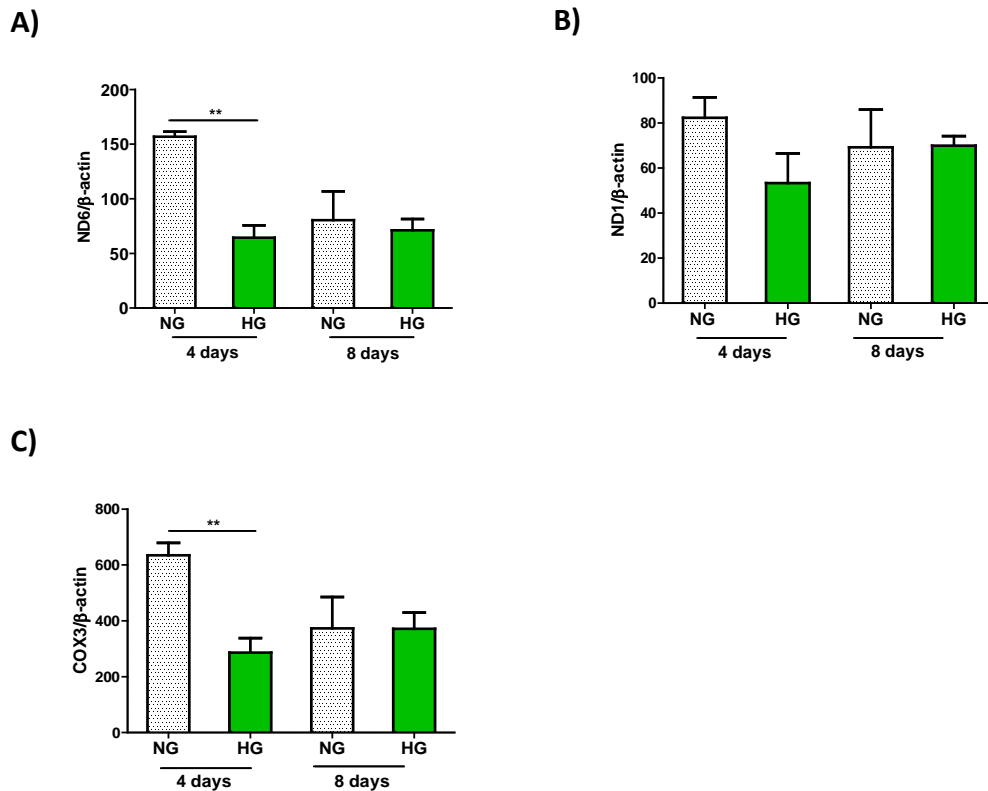 A)
ND6/β-actin
200
150
100
50
0
**
NG HG NG HG
4 days 8 days
B)
ND1/β-actin
100
80
60
40
20
0
NG HG NG HG
4 days 8 days
C)
COX3/β-actin
800
600
400
200
0
**
NG HG NG HG
4 days 8 days